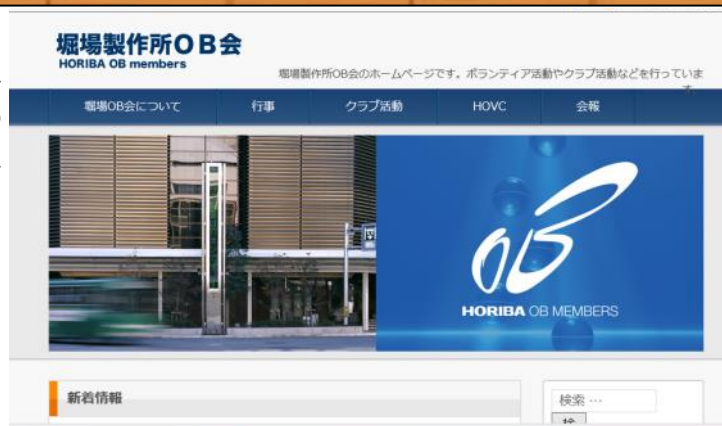 堀場製作所OB会
HORIBA OB members
堀場製作所OB会のホームページです。ボランティア活動やクラブ活動などを行っていま
す。
堀場OB会について 行事 クラブ活動 HOVC 会報
OB
HORIBA OB MEMBERS
新着情報
検索 …